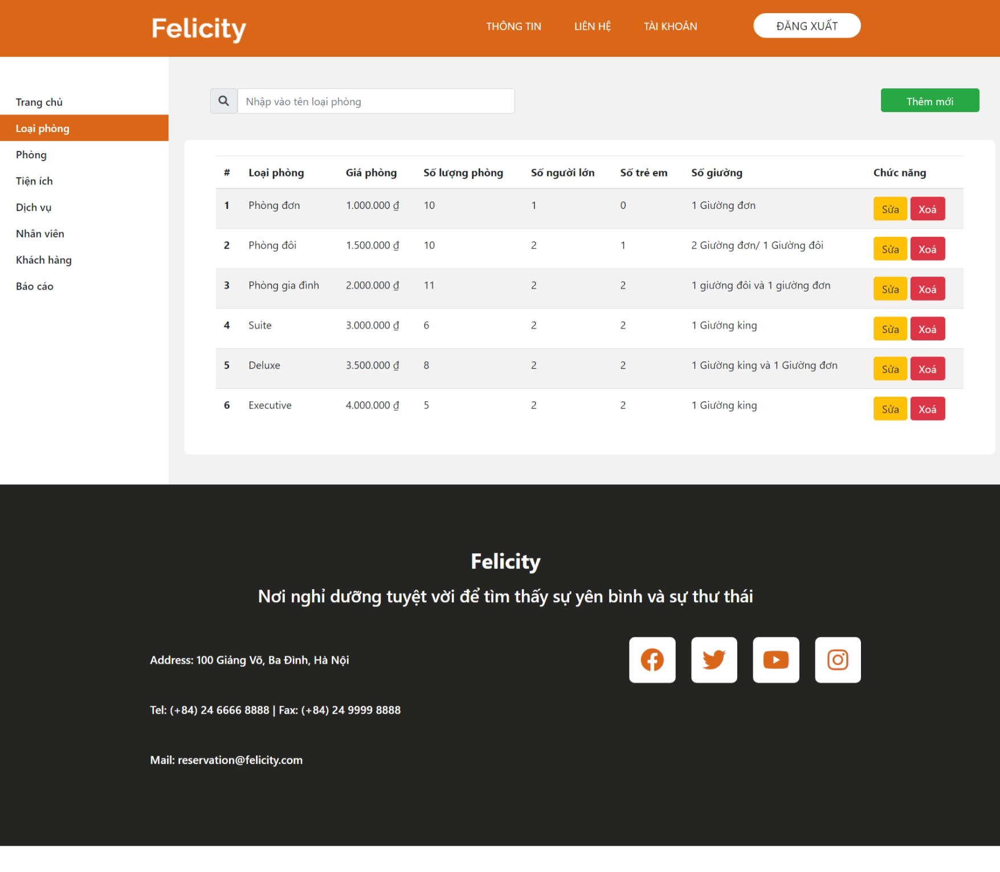 Felicity
THÔNG TIN LIÊN HỆ TÀI KHOẢN ĐĂNG XUẤT
Trang chủ
Loại phòng
Phòng
Tiện ích
Dịch vụ
Nhân viên
Khách hàng
Báo cáo
Nhập vào tên loại phòng
Thêm mới
# Loại phòng Giá phòng Số lượng phòng Số người lớn Số trẻ em Số giường Chức năng
1 Phòng đơn 1.000.000 ₫ 10 1 0 1 Giường đơn Sửa Xoá
2 Phòng đôi 1.500.000 ₫ 10 2 1 2 Giường đơn/ 1 Giường đôi Sửa Xoá
3 Phòng gia đình 2.000.000 ₫ 11 2 2 1 giường đôi và 1 giường đơn Sửa Xoá
4 Suite 3.000.000 ₫ 6 2 2 1 Giường king Sửa Xoá
5 Deluxe 3.500.000 ₫ 8 2 2 1 Giường king và 1 Giường đơn Sửa Xoá
6 Executive 4.000.000 ₫ 5 2 2 1 Giường king Sửa Xoá
Felicity
Nơi nghỉ dưỡng tuyệt vời để tìm thấy sự yên bình và sự thư thái
Address: 100 Giảng Võ, Ba Đình, Hà Nội
Tel: (+84) 24 6666 8888 | Fax: (+84) 24 9999 8888
Mail: reservation@felicity.com